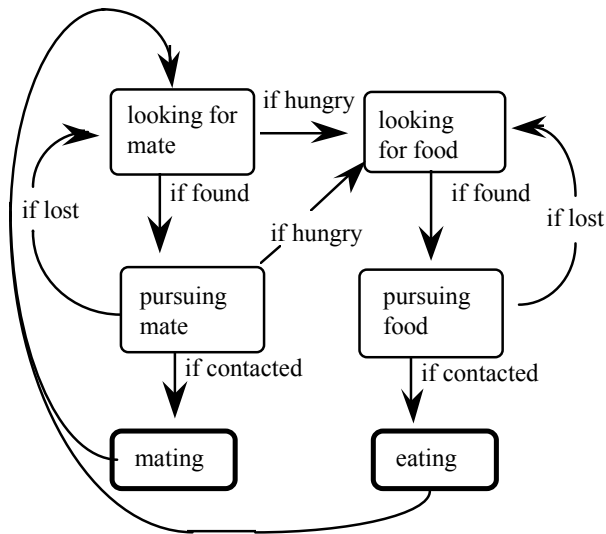 looking for
mate
if hungry
looking
for food
if lost
if found
if hungry
if found
if lost
pursuing
mate
pursuing
food
if contacted
if contacted
mating
eating